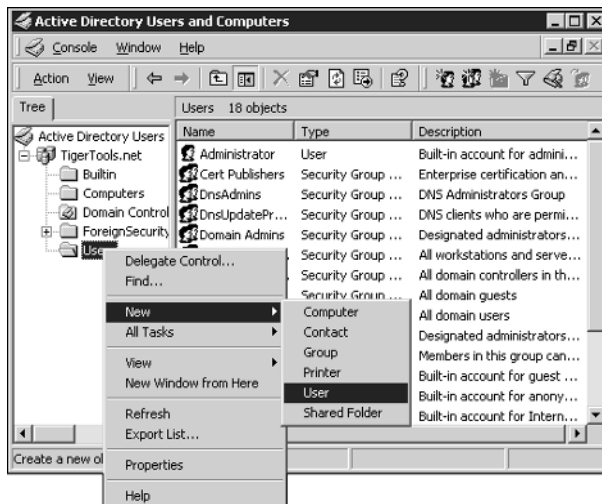 Active Directory Users and Computers
Console Window Help
Action View
Tree
Users 18 objects
Active Directory Users
TigerTools.net
Builtin
Computers
Domain Control
ForeignSecurity
Name Type Description
Administrator User Built-in account for admini...
Cert Publishers Security Group ... Enterprise certification an...
DnsAdmins Security Group ... DNS Administrators Group
DnsUpdatePr... Security Group ... DNS clients who are permi...
Domain Admins Security Group ... Designated administrators...
Security Group ... All workstations and serve...
Security Group ... All domain controllers in th...
Security Group ... All domain guests
All domain users
Designated administrators...
Members in this group can...
Built-in account for guest ...
Built-in account for anony...
Built-in account for Intern...
Delegate Control...
Find...
New
All Tasks
View
New Window from Here
Refresh
Export List...
Properties
Help
Computer
Contact
Group
Printer
User
Shared Folder
Create a new